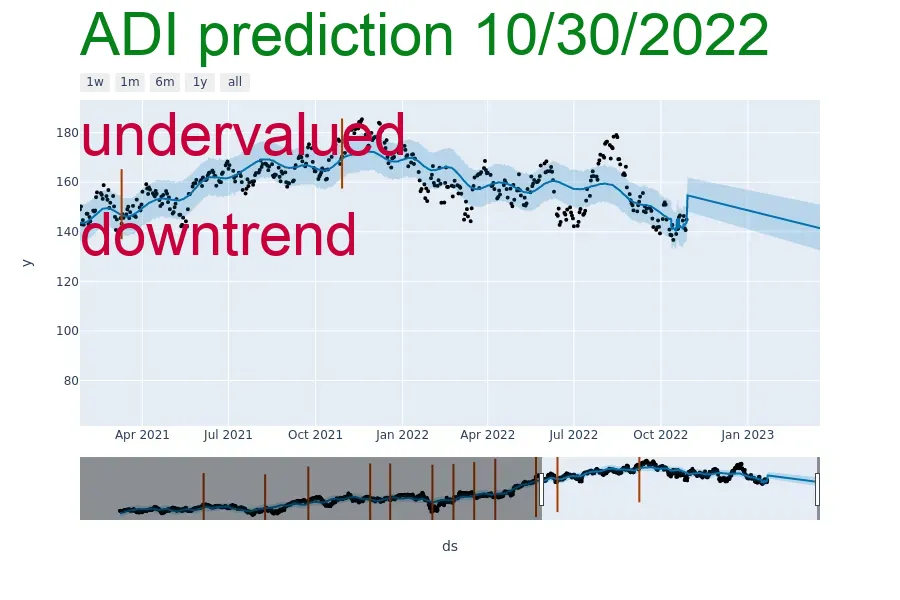 ADI prediction 10/30/2022
1w 1m 6m 1y all
undervalued
downtrend
180
160
140
120
100
80
y
Apr 2021 Jul 2021 Oct 2021 Jan 2022 Apr 2022 Jul 2022 Oct 2022 Jan 2023
ds